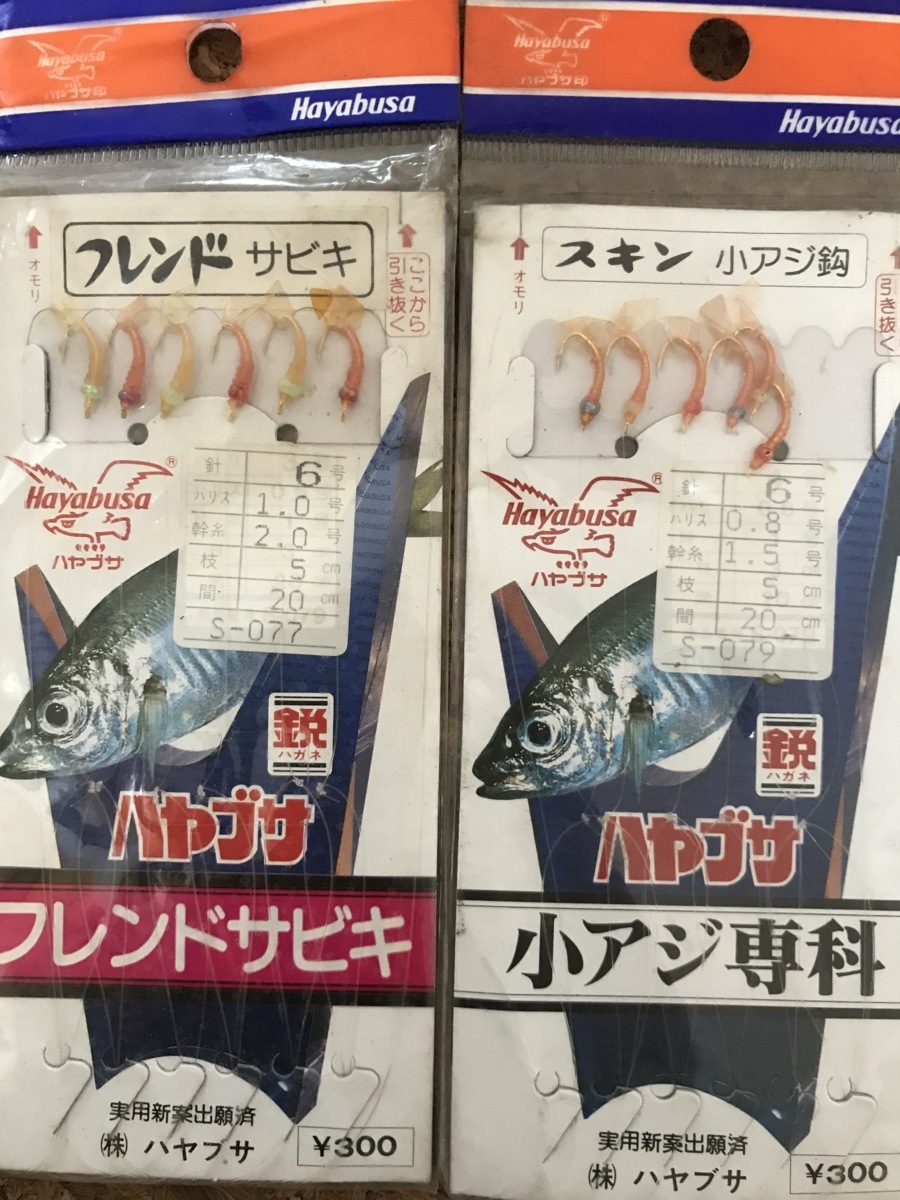 Hayabusa
ハヤブサ印
Hayabusa
オモリ
フレンド サビキ
ここから
引き抜く
Hayabusa
®
ハヤブサ
針 6 号
ハリス 1.0 号
幹糸 2.0 号
枝 5 cm
間 20 cm
S-077
鋭
ハガネ
ハヤブサ
フレンドサビキ
実用新案出願済
㈱ ハヤブサ
¥300
Hayabusa
ハヤブサ印
Hayabusa
オモリ
スキン 小アジ鈎
引き抜く
Hayabusa
®
ハヤブサ
針 6 号
ハリス 0.8 号
幹糸 1.5 号
枝 5 cm
間 20 cm
S-079
鋭
ハガネ
ハヤブサ
小アジ専科
実用新案出願済
㈱ ハヤブサ
¥300